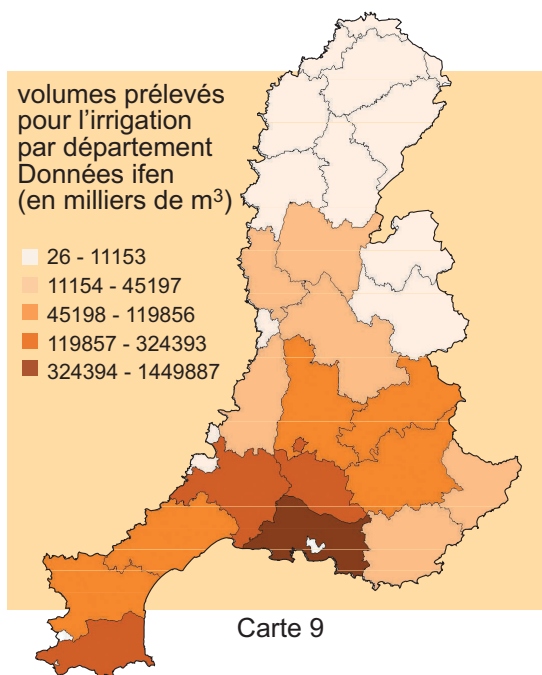 volumes prélevés
pour l'irrigation
par département
Données ifen
(en milliers de m³)
26 - 11153
11154 - 45197
45198 - 119856
119857 - 324393
324394 - 1449887
Carte 9